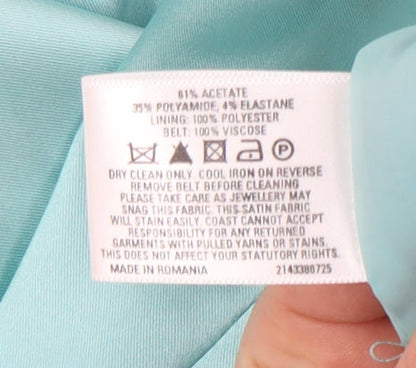 61% ACETATE
35% POLYAMIDE, 4% ELASTANE
LINING: 100% POLYESTER
BELT: 100% VISCOSE
P
DRY CLEAN ONLY. COOL IRON ON REVERSE
REMOVE BELT BEFORE CLEANING
PLEASE TAKE CARE AS JEWELLERY MAY
SNAG THIS FABRIC. THIS SATIN FABRIC
WILL STAIN EASILY. COAST CANNOT ACCEPT
RESPONSIBILITY FOR ANY RETURNED
GARMENTS WITH PULLED YARNS OR STAINS.
THIS DOES NOT AFFECT YOUR STATUTORY RIGHTS.
MADE IN ROMANIA 2143386725